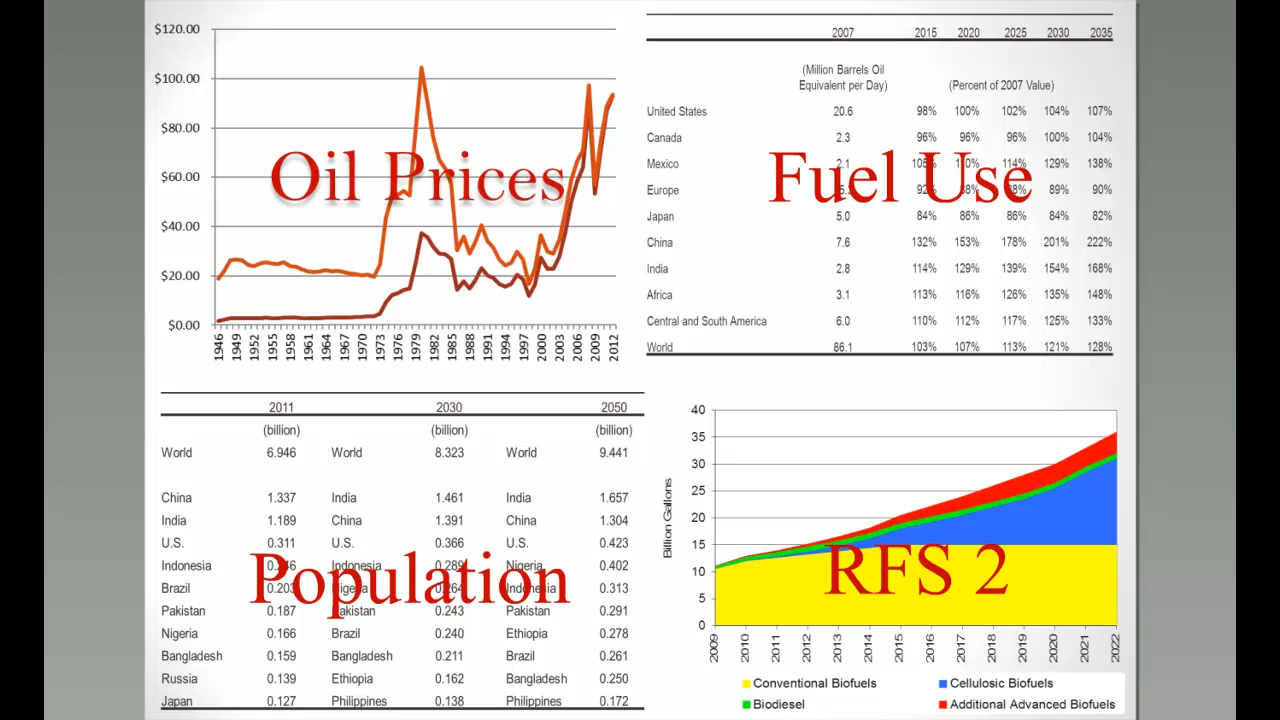 $120.00
$100.00
$80.00
$60.00
$40.00
$20.00
$0.00
1946 1949 1952 1955 1958 1961 1964 1967 1970 1973 1976 1979 1982 1985 1988 1991 1994 1997 2000 2003 2006 2009 2012
Oil Prices
2007 2015 2020 2025 2030 2035
(Million Barrels Oil
Equivalent per Day) (Percent of 2007 Value)
United States 20.6 98% 100% 102% 104% 107%
Canada 2.3 96% 96% 96% 100% 104%
Mexico 2.1 114% 129% 138%
Fuel Use
Europe 89% 90%
Japan 5.0 84% 86% 86% 84% 82%
China 7.6 132% 153% 178% 201% 222%
India 2.8 114% 129% 139% 154% 168%
Africa 3.1 113% 116% 126% 135% 148%
Central and South America 6.0 110% 112% 117% 125% 133%
World 86.1 103% 107% 113% 121% 128%
2011 2030 2050
(billion) (billion) (billion)
World 6.946 World 8.323 World 9.441
China 1.337 India 1.461 India 1.657
India 1.189 China 1.391 China 1.304
U.S. 0.311 U.S. 0.366 U.S. 0.423
Indonesia Indonesia 0.289 Nigeria 0.402
Population
Brazil 0.203 Nigeria 0.264 Indonesia 0.313
Pakistan 0.187 Pakistan 0.243 Pakistan 0.291
Nigeria 0.166 Brazil 0.240 Ethiopia 0.278
Bangladesh 0.159 Bangladesh 0.211 Brazil 0.261
Russia 0.139 Ethiopia 0.162 Bangladesh 0.250
Japan 0.127 Philippines 0.138 Philippines 0.172
Billion Gallons
40
35
30
25
20
15
10
5
0
RFS 2
2009 2010 2011 2012 2013 2014 2015 2016 2017 2018 2019 2020 2021 2022
Conventional Biofuels Cellulosic Biofuels
Biodiesel Additional Advanced Biofuels